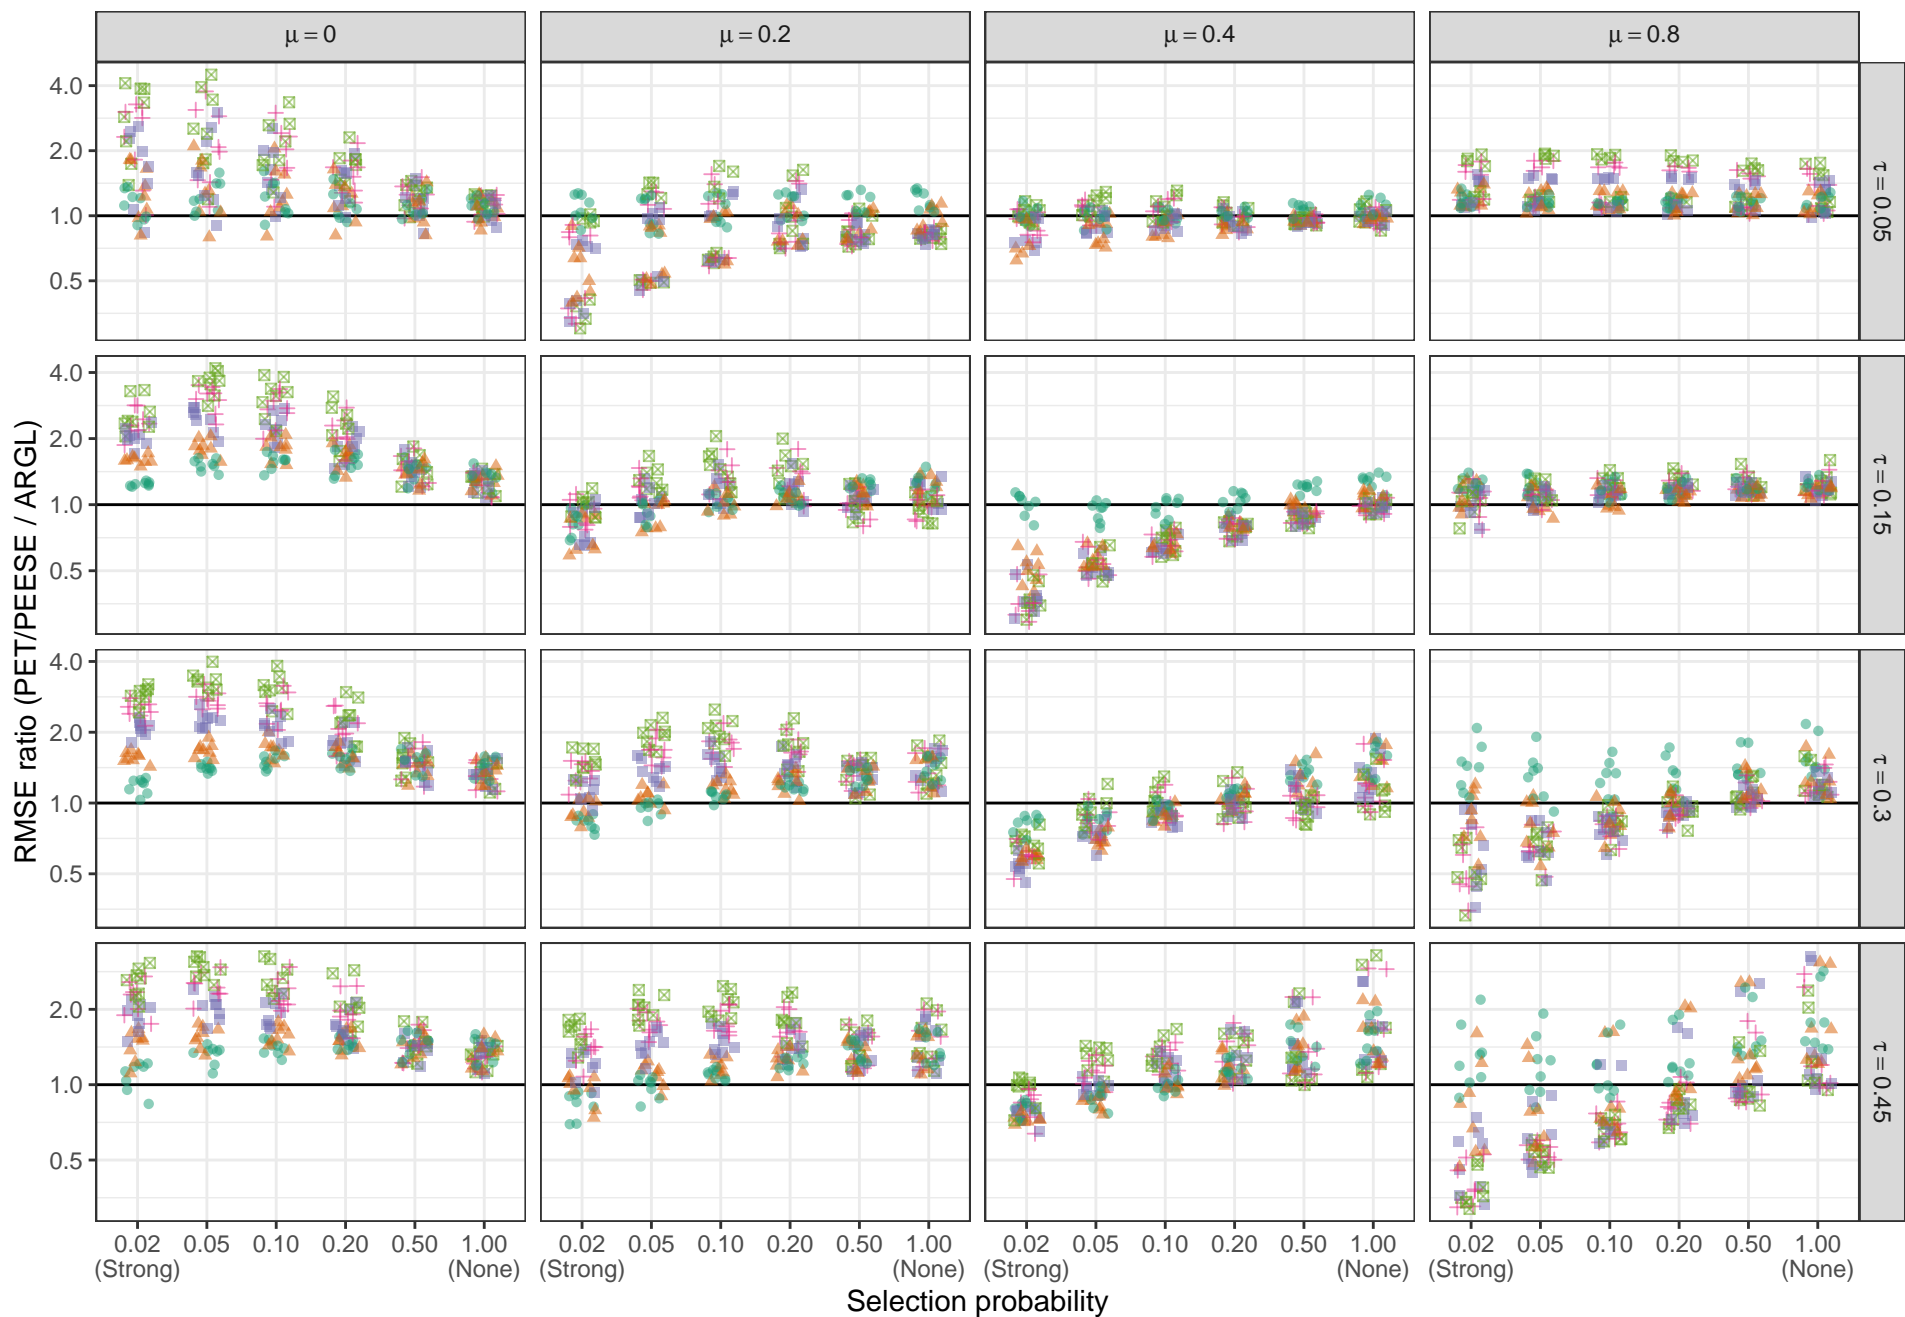 μ = 0
μ = 0.2
μ = 0.4
μ = 0.8
4.0
2.0
1.0
0.5
τ = 0.05
4.0
2.0
1.0
0.5
τ = 0.15
4.0
2.0
1.0
0.5
τ = 0.3
2.0
1.0
0.5
τ = 0.45
RMSE ratio (PET/PEESE / ARGL)
0.02 0.05 0.10 0.20 0.50 1.00 0.02 0.05 0.10 0.20 0.50 1.00 0.02 0.05 0.10 0.20 0.50 1.00 0.02 0.05 0.10 0.20 0.50 1.00
(Strong) (None) (Strong) (None) (Strong) (None) (Strong) (None)
Selection probability